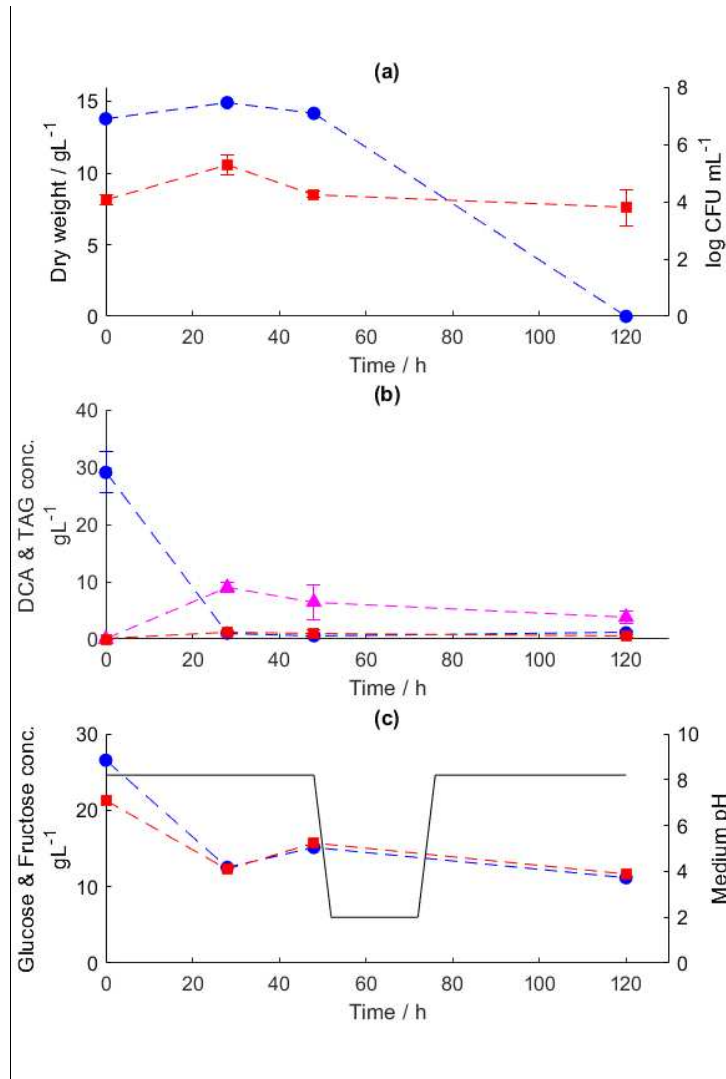 (a)
15
10
5
0
Dry weight / gL⁻¹
8
6
4
2
0
log CFU mL⁻¹
0 20 40 60 80 100 120
Time / h
(b)
40
30
20
10
0
DCA & TAG conc.
gL⁻¹
0 20 40 60 80 100 120
Time / h
(c)
30
20
10
0
Glucose & Fructose conc.
gL⁻¹
10
8
6
4
2
0
Medium pH
0 20 40 60 80 100 120
Time / h